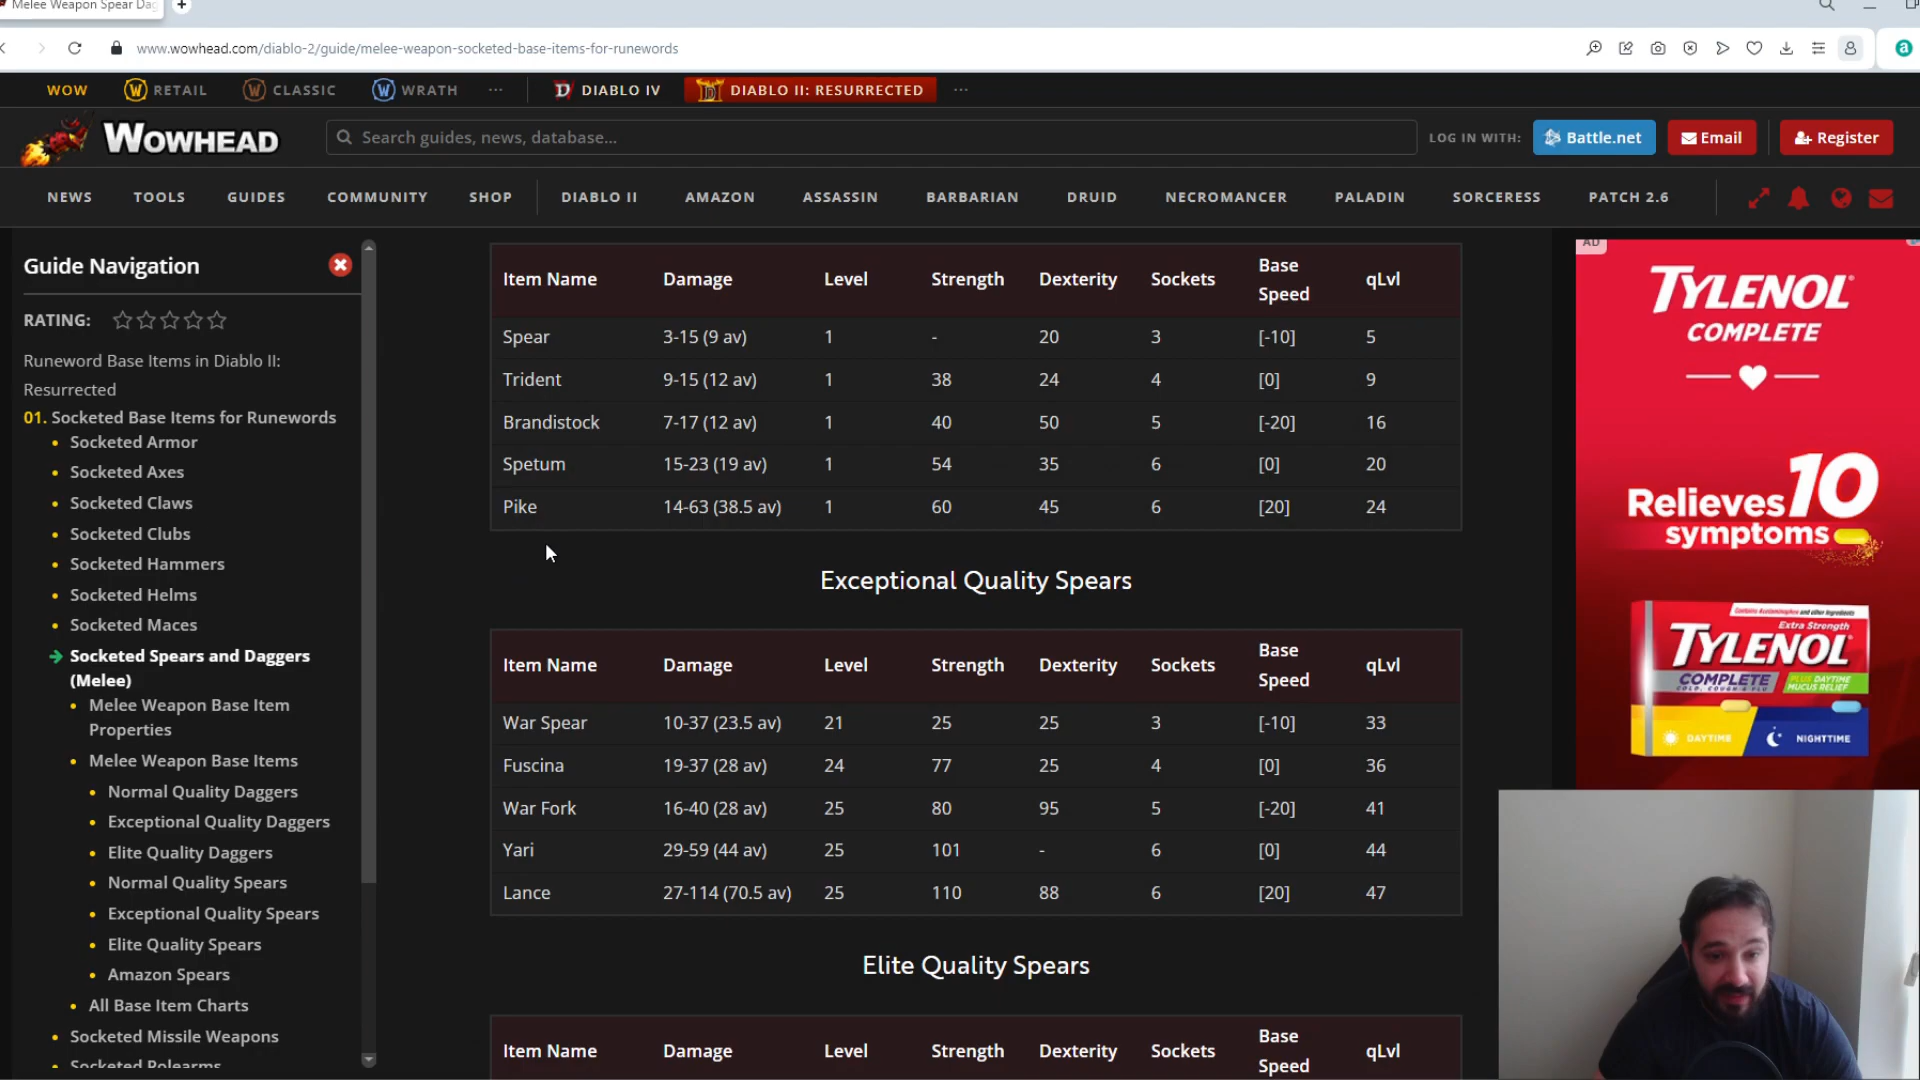 Melee Weapon Spear Dag
www.wowhead.com/diablo-2/guide/melee-weapon-socketed-base-items-for-runewords
WOW RETAIL CLASSIC WRATH ... DIABLO IV DIABLO II: RESURRECTED ...
WOWHEAD Search guides, news, database... LOG IN WITH: Battle.net Email Register
NEWS TOOLS GUIDES COMMUNITY SHOP DIABLO II AMAZON ASSASSIN BARBARIAN DRUID NECROMANCER PALADIN SORCERESS PATCH 2.6
Guide Navigation
RATING:
Runeword Base Items in Diablo II:
Resurrected
01. Socketed Base Items for Runewords
Socketed Armor
Socketed Axes
Socketed Claws
Socketed Clubs
Socketed Hammers
Socketed Helms
Socketed Maces
Socketed Spears and Daggers
(Melee)
Melee Weapon Base Item
Properties
Melee Weapon Base Items
Normal Quality Daggers
Exceptional Quality Daggers
Elite Quality Daggers
Normal Quality Spears
Exceptional Quality Spears
Elite Quality Spears
Amazon Spears
All Base Item Charts
Socketed Missile Weapons
Socketed Polearms
Item Name Damage Level Strength Dexterity Sockets Base Speed qLvl
Spear 3-15 (9 av) 1 - 20 3 [-10] 5
Trident 9-15 (12 av) 1 38 24 4 [0] 9
Brandistock 7-17 (12 av) 1 40 50 5 [-20] 16
Spetum 15-23 (19 av) 1 54 35 6 [0] 20
Pike 14-63 (38.5 av) 1 60 45 6 [20] 24
Exceptional Quality Spears
Item Name Damage Level Strength Dexterity Sockets Base Speed qLvl
War Spear 10-37 (23.5 av) 21 25 25 3 [-10] 33
Fuscina 19-37 (28 av) 24 77 25 4 [0] 36
War Fork 16-40 (28 av) 25 80 95 5 [-20] 41
Yari 29-59 (44 av) 25 101 - 6 [0] 44
Lance 27-114 (70.5 av) 25 110 88 6 [20] 47
Elite Quality Spears
Item Name Damage Level Strength Dexterity Sockets Base Speed qLvl
AD
TYLENOL
COMPLETE
Relieves 10
symptoms
Extra Strength
TYLENOL
COMPLETE PLUS DAYTIME
COLD, COUGH & FLU MUCUS RELIEF
DAYTIME NIGHTTIME
a